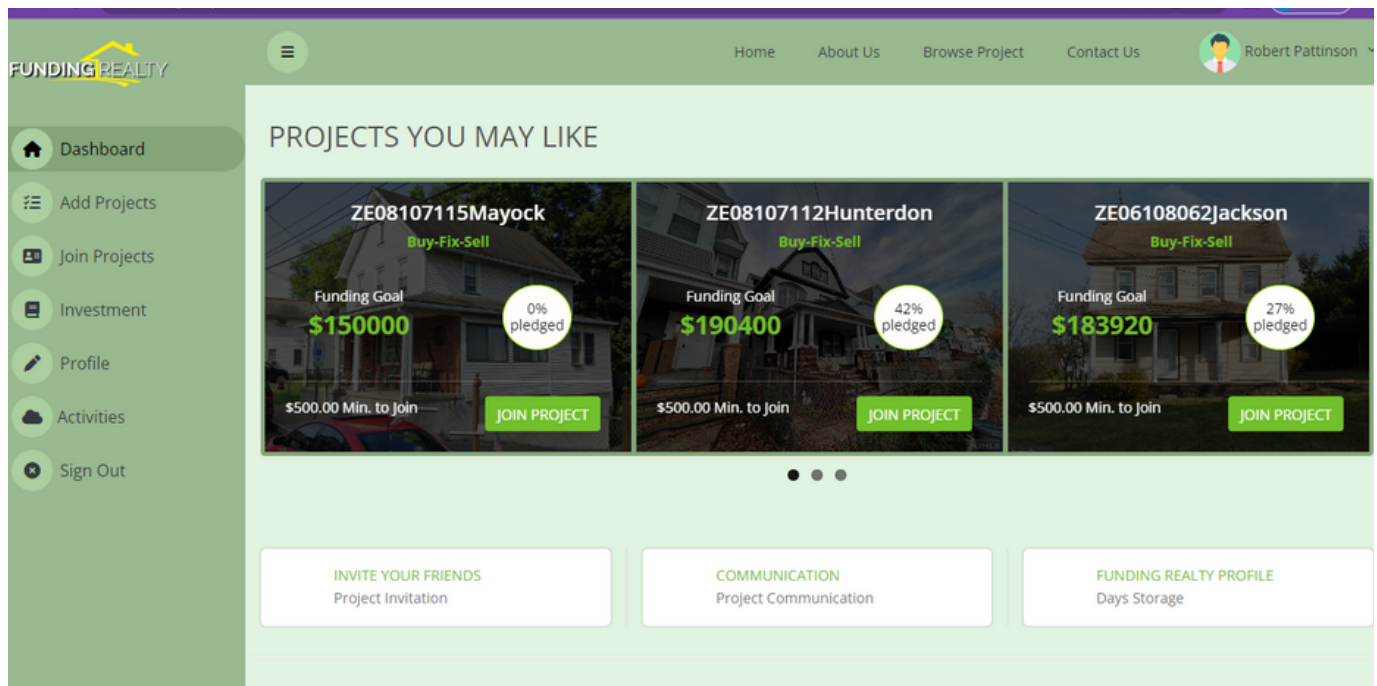 FUNDING REALTY
Home About Us Browse Project Contact Us Robert Pattinson
Dashboard
Add Projects
Join Projects
Investment
Profile
Activities
Sign Out
PROJECTS YOU MAY LIKE
ZE08107115Mayock
Buy-Fix-Sell
Funding Goal
$150000
0%
pledged
$500.00 Min. to Join
JOIN PROJECT
ZE08107112Hunterdon
Buy-Fix-Sell
Funding Goal
$190400
42%
pledged
$500.00 Min. to Join
JOIN PROJECT
ZE06108062Jackson
Buy-Fix-Sell
Funding Goal
$183920
27%
pledged
$500.00 Min. to Join
JOIN PROJECT
INVITE YOUR FRIENDS
Project Invitation
COMMUNICATION
Project Communication
FUNDING REALTY PROFILE
Days Storage